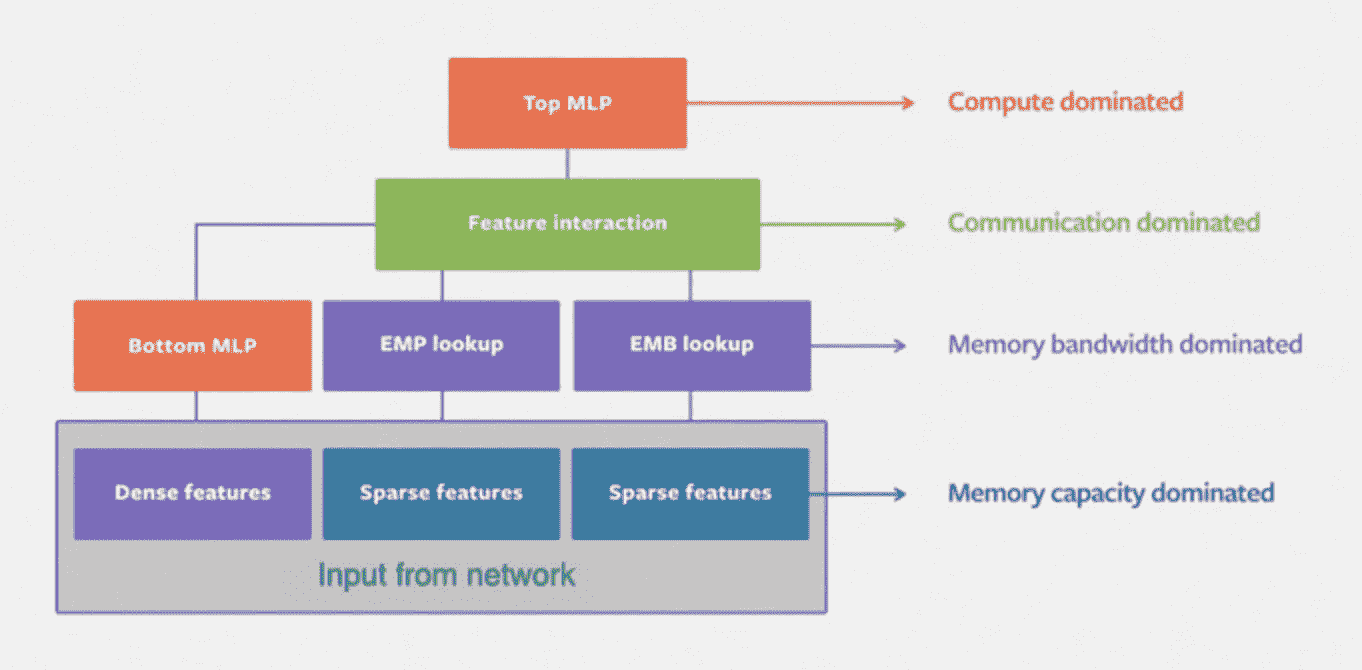 Top MLP
Compute dominated
Feature interaction
Communication dominated
Bottom MLP
EMP lookup
EMB lookup
Memory bandwidth dominated
Dense features
Sparse features
Sparse features
Memory capacity dominated
Input from network